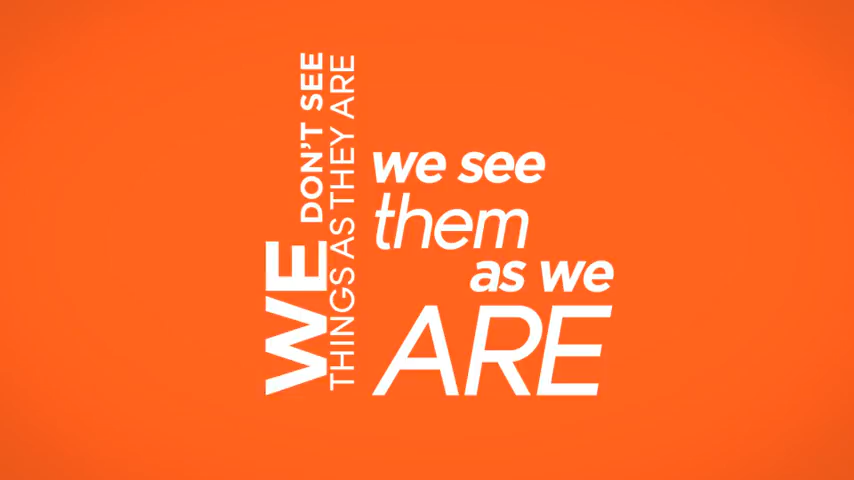 WE
DON'T SEE
THINGS AS THEY ARE
we see
them
as we
ARE